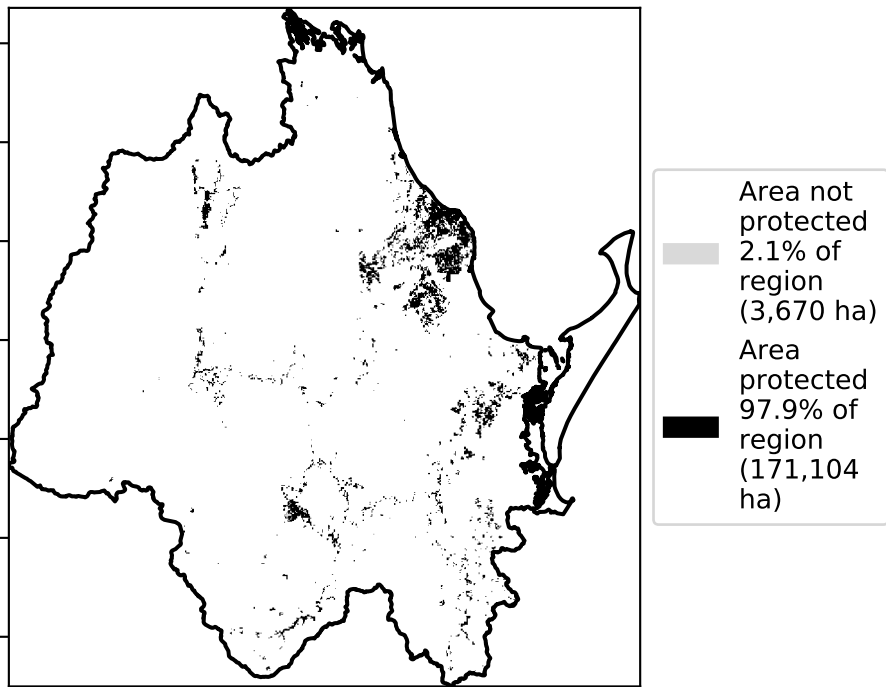 Area not
protected
2.1% of
region
(3,670 ha)
Area
protected
97.9% of
region
(171,104
ha)